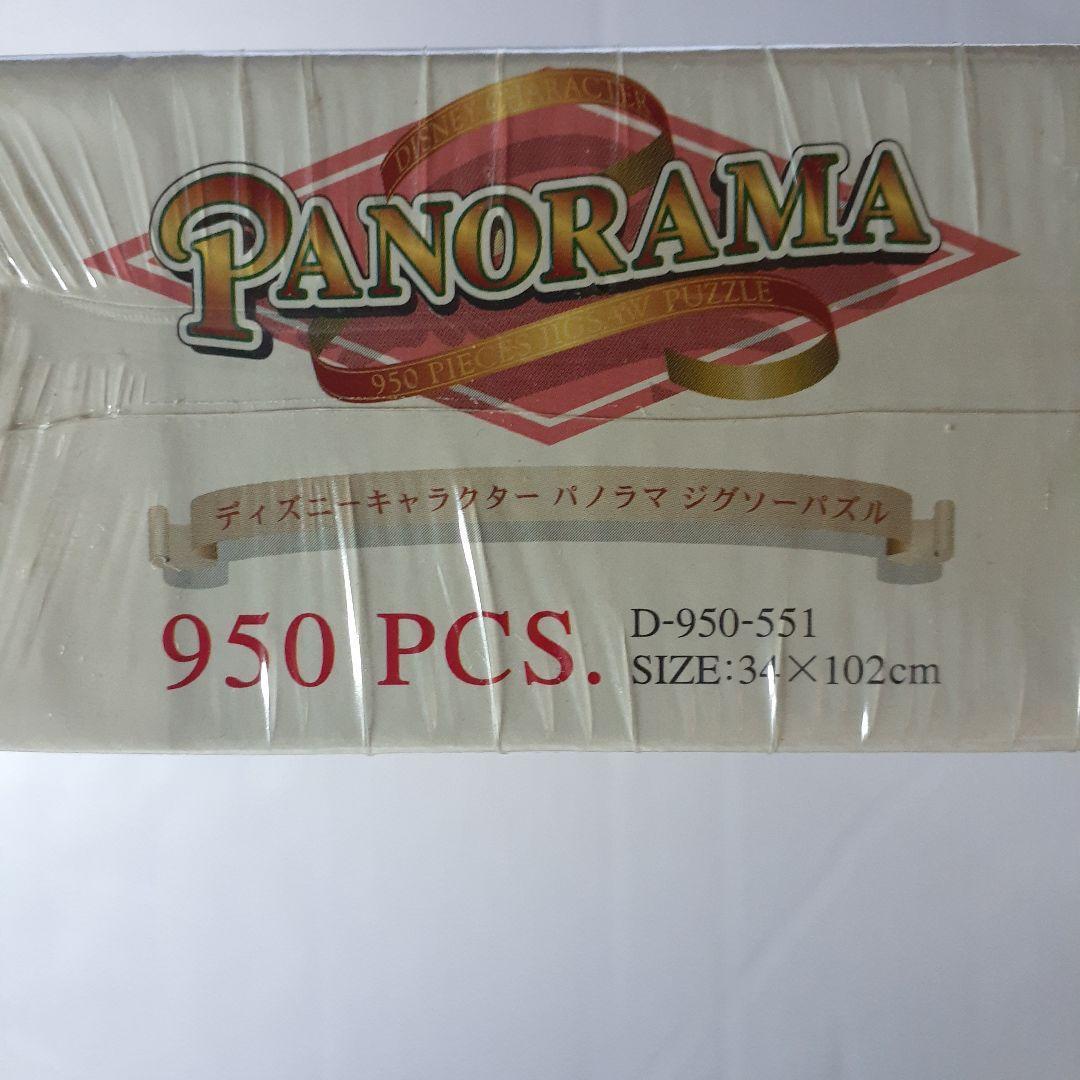 DISNEY CHARACTER
PANORAMA
950 PIECES JIGSAW PUZZLE
ディズニーキャラクター パノラマ ジグソーパズル
950 PCS.
D-950-551
SIZE:34×102cm